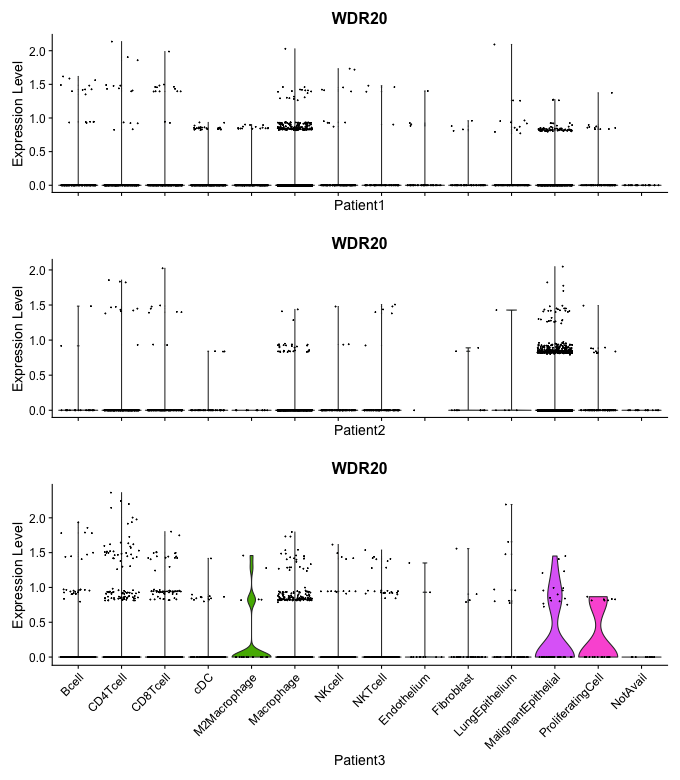 WDR20
Expression Level
2.0
1.5
1.0
0.5
0.0
Patient1
WDR20
Expression Level
2.0
1.5
1.0
0.5
0.0
Patient2
WDR20
Expression Level
2.0
1.5
1.0
0.5
0.0
Bcell
CD4Tcell
CD8Tcell
cDC
M2Macrophage
Macrophage
NKcell
NKTcell
Endothelium
Fibroblast
LungEpithelium
MalignantEpithelial
ProliferatingCell
NotAvail
Patient3